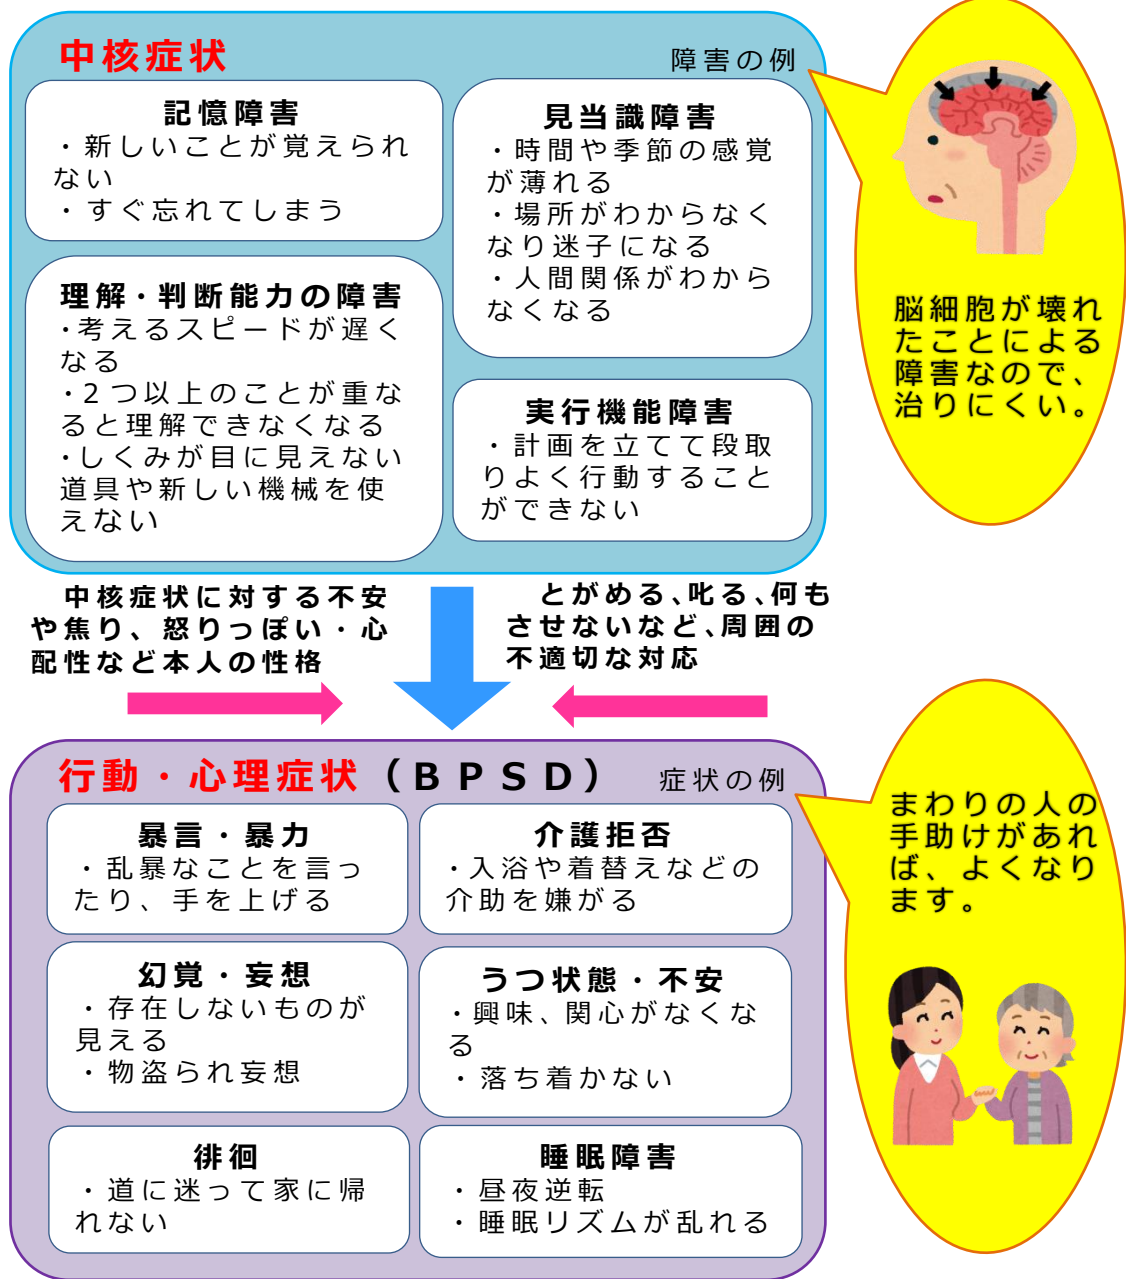 中核症状
障害の例
記憶障害
・新しいことが覚えられ
ない
・すぐ忘れてしまう
見当識障害
・時間や季節の感覚
が薄れる
・場所がわからなく
なり迷子になる
・人間関係がわから
なくなる
理解・判断能力の障害
・考えるスピードが遅く
なる
・2つ以上のことが重な
ると理解できなくなる
・しくみが目に見えない
道具や新しい機械を使
えない
実行機能障害
・計画を立てて段取
りよく行動すること
ができない
脳細胞が壊れ
たことによる
障害なので、
治りにくい。
中核症状に対する不安
や焦り、怒りっぽい・心
配性など本人の性格
とがめる、叱る、何も
させないなど、周囲の
不適切な対応
行動・心理症状（ＢＰＳＤ）
症状の例
暴言・暴力
・乱暴なことを言っ
たり、手を上げる
介護拒否
・入浴や着替えなどの
介助を嫌がる
幻覚・妄想
・存在しないものが
見える
・物盗られ妄想
うつ状態・不安
・興味、関心がなくな
る
・落ち着かない
徘徊
・道に迷って家に帰
れない
睡眠障害
・昼夜逆転
・睡眠リズムが乱れる
まわりの人の
手助けがあれ
ば、よくなり
ます。